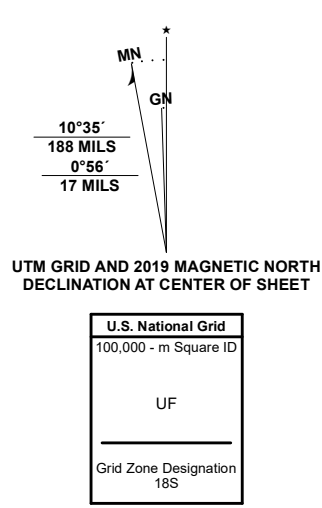 ★
MN
GN
10°35´
188 MILS
0°56´
17 MILS
UTM GRID AND 2019 MAGNETIC NORTH
DECLINATION AT CENTER OF SHEET
U.S. National Grid
100,000 - m Square ID
UF
Grid Zone Designation
18S